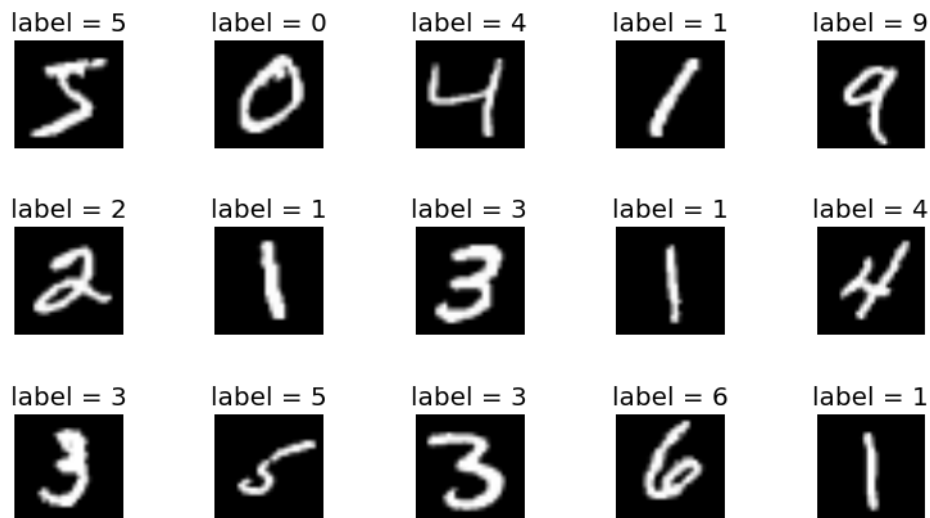 label = 5 label = 0 label = 4 label = 1 label = 9
5 0 4 1 9
label = 2 label = 1 label = 3 label = 1 label = 4
2 1 3 1 4
label = 3 label = 5 label = 3 label = 6 label = 1
3 5 3 6 1